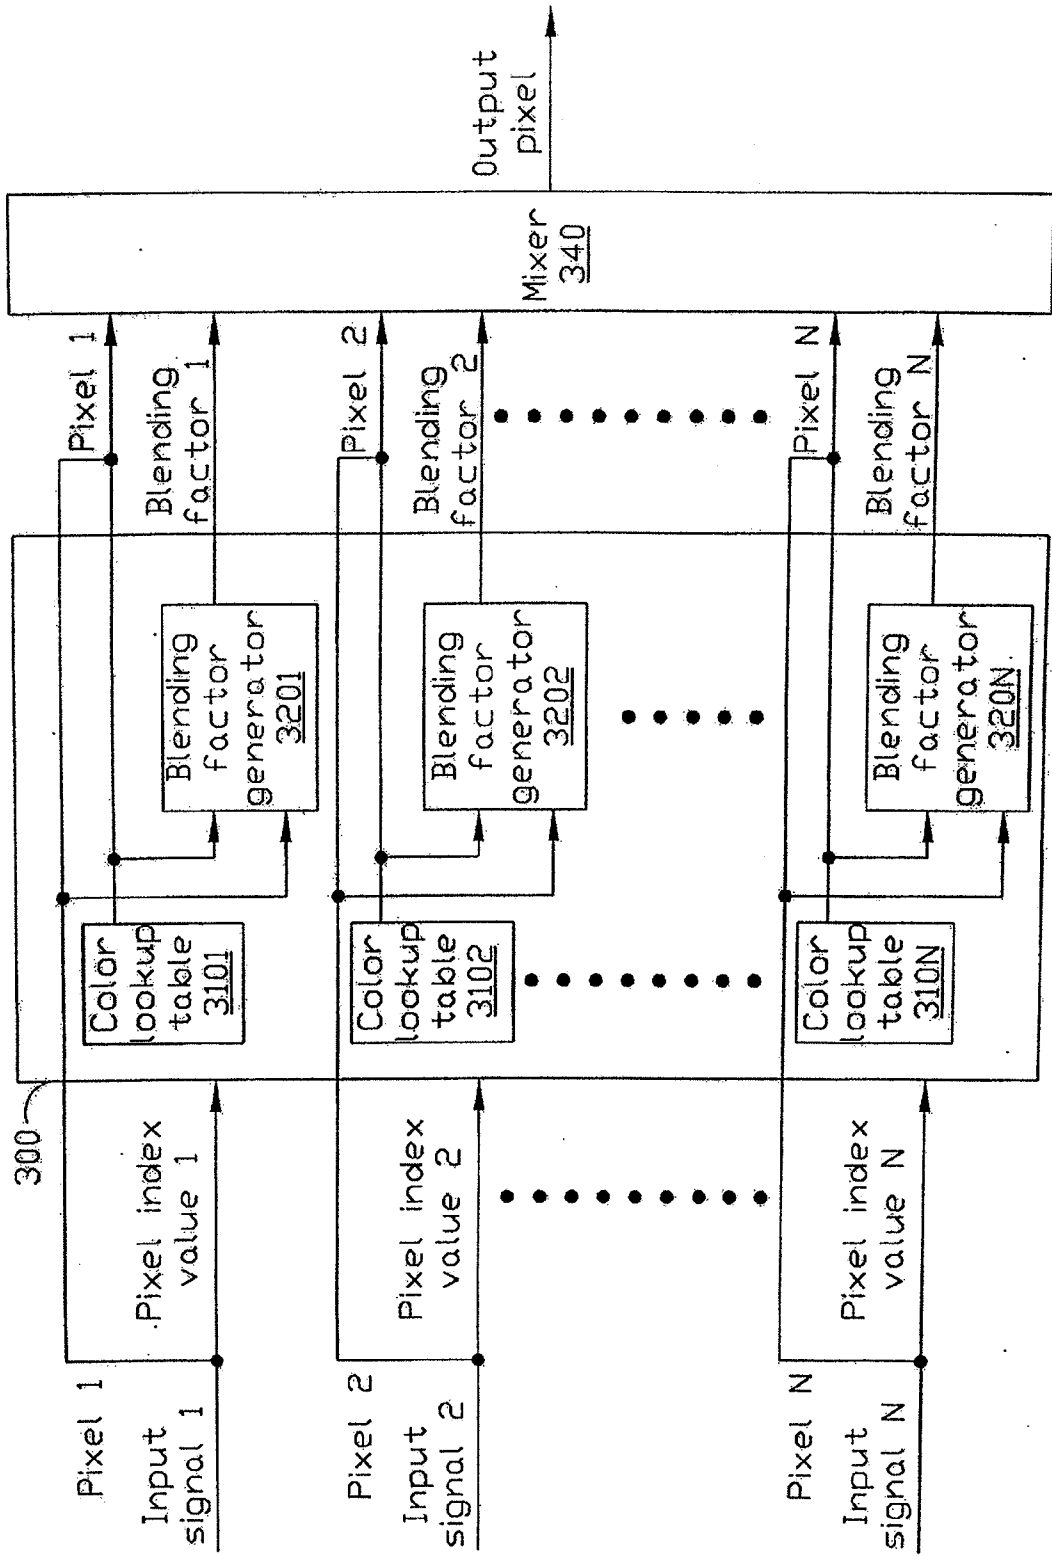 300
Pixel 1
Input
signal 1
Pixel index
value 1
Color
lookup
table
3101
Blending
factor
generator
3201
Pixel 1
Blending
factor 1
Pixel 2
Input
signal 2
Pixel index
value 2
Color
lookup
table
3102
Blending
factor
generator
3202
Pixel 2
Blending
factor 2
Pixel N
Input
signal N
Pixel index
value N
Color
lookup
table
310N
Blending
factor
generator
320N
Pixel N
Blending
factor N
Mixer
340
Output
pixel